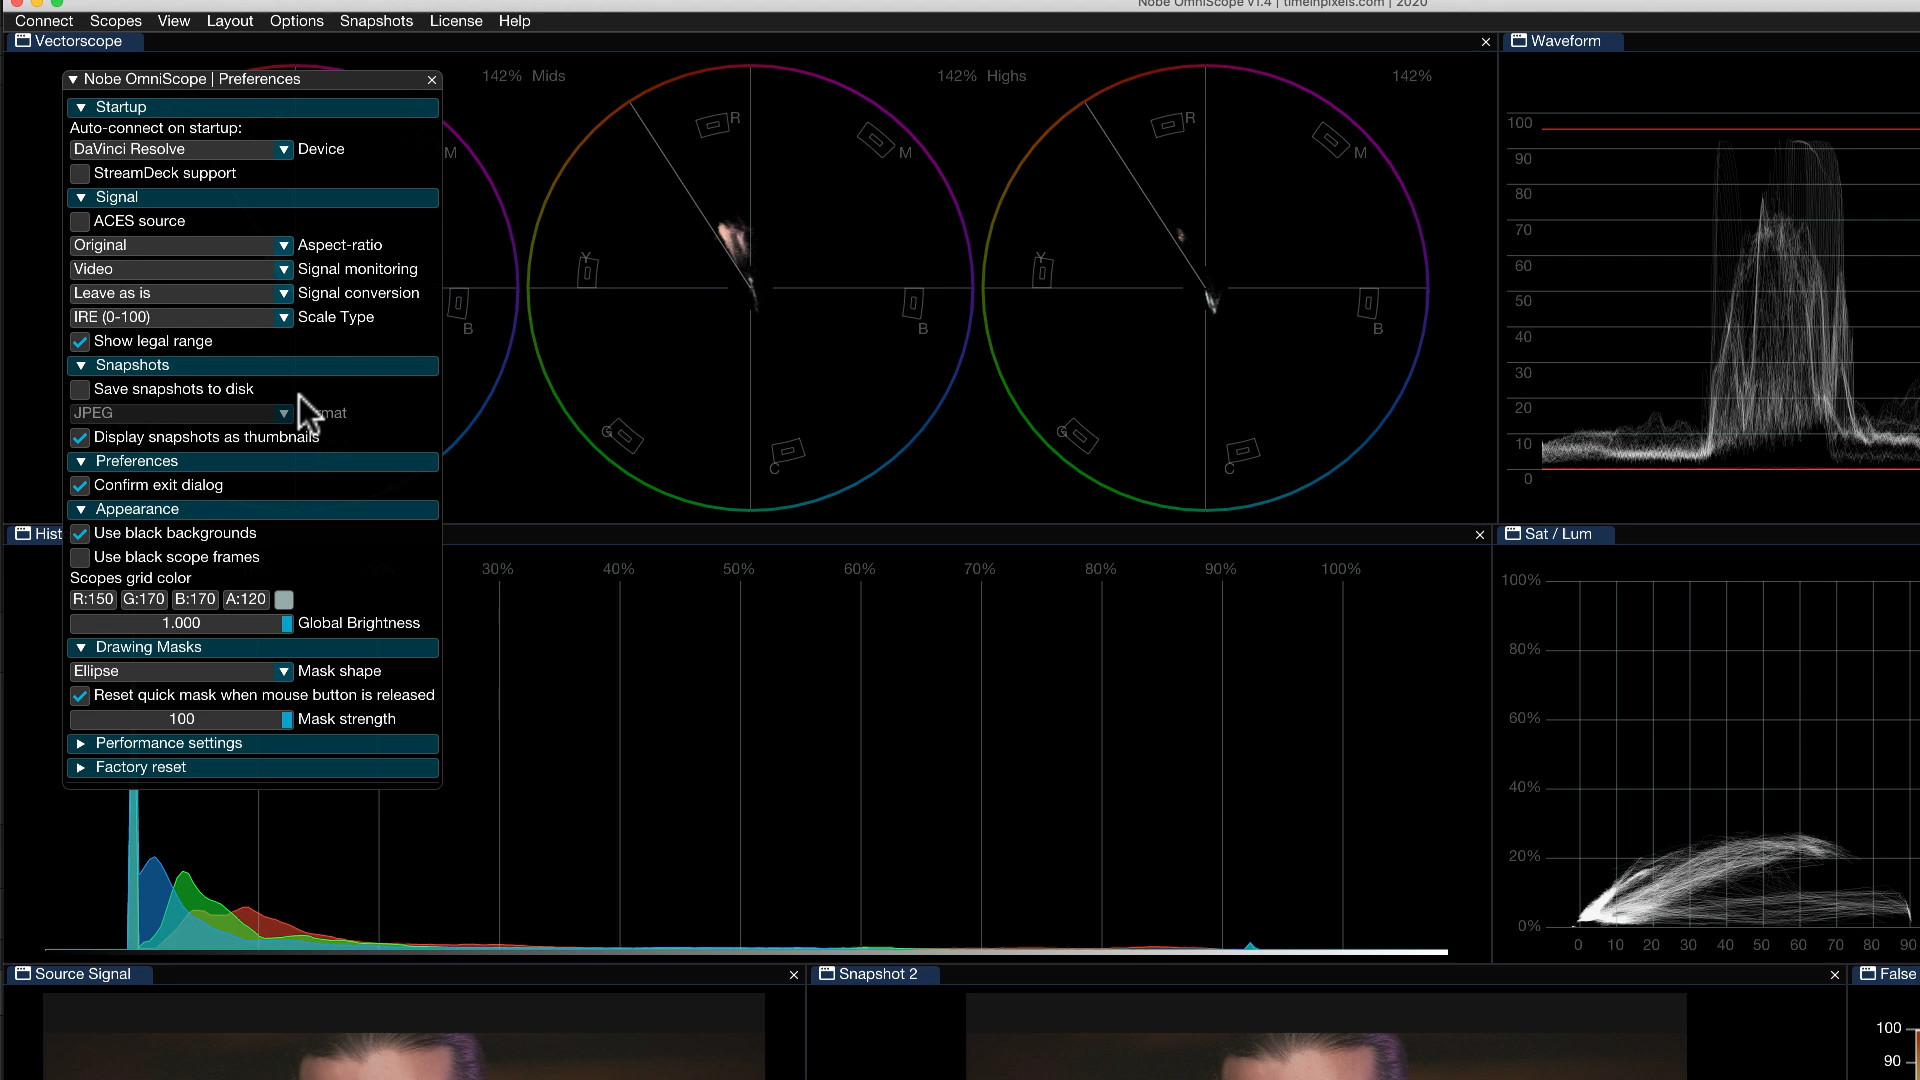 Nobe OmniScope v1.4 | timeinpixels.com | 2020
Connect Scopes View Layout Options Snapshots License Help
Vectorscope
Waveform
Nobe OmniScope | Preferences
Startup
Auto-connect on startup:
DaVinci Resolve Device
StreamDeck support
Signal
ACES source
Original Aspect-ratio
Video Signal monitoring
Leave as is Signal conversion
IRE (0-100) Scale Type
Show legal range
Snapshots
Save snapshots to disk
JPEG mat
Display snapshots as thumbnails
Preferences
Confirm exit dialog
Appearance
Use black backgrounds
Use black scope frames
Scopes grid color
R:150 G:170 B:170 A:120
1.000 Global Brightness
Drawing Masks
Ellipse Mask shape
Reset quick mask when mouse button is released
100 Mask strength
Performance settings
Factory reset
M
B
142% Mids
R
M
Y
B
G
C
142% Highs
R
M
Y
B
G
C
142%
100
90
80
70
60
50
40
30
20
10
0
Hist
30% 40% 50% 60% 70% 80% 90% 100%
Sat / Lum
100%
80%
60%
40%
20%
0%
0 10 20 30 40 50 60 70 80 90
Source Signal
Snapshot 2
False
100
90